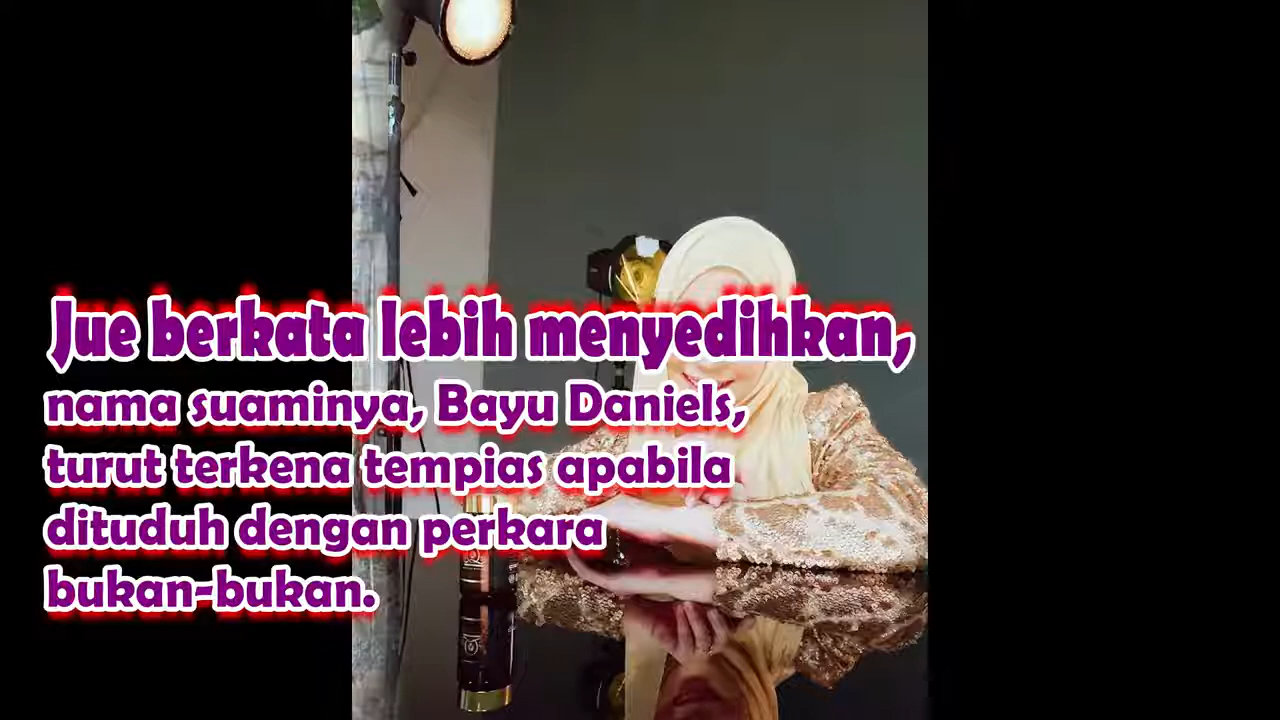 Jue berkata lebih menyedihkan,
nama suaminya, Bayu Daniels,
turut terkena tempias apabila
dituduh dengan perkara
bukan-bukan.